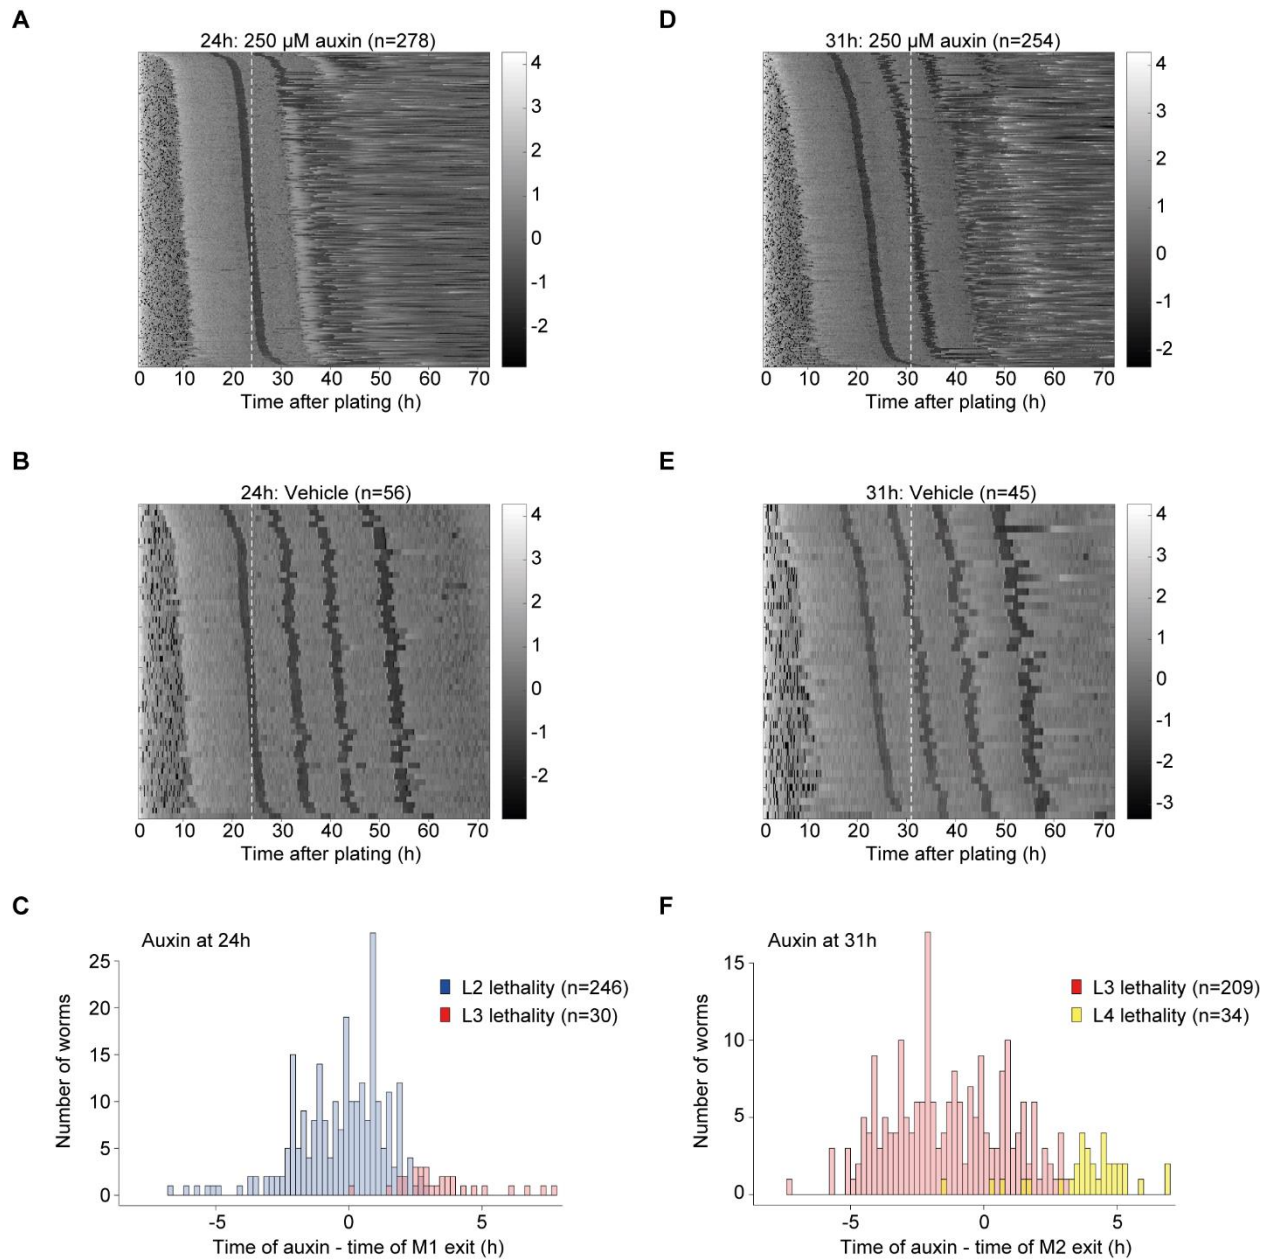 A
24h: 250 µM auxin (n=278)
4
3
2
1
0
-1
-2
0 10 20 30 40 50 60 70
Time after plating (h)
D
31h: 250 µM auxin (n=254)
4
3
2
1
0
-1
-2
0 10 20 30 40 50 60 70
Time after plating (h)
B
24h: Vehicle (n=56)
4
3
2
1
0
-1
-2
0 10 20 30 40 50 60 70
Time after plating (h)
E
31h: Vehicle (n=45)
4
3
2
1
0
-1
-2
-3
0 10 20 30 40 50 60 70
Time after plating (h)
C
Auxin at 24h
L2 lethality (n=246)
L3 lethality (n=30)
Number of worms
25
20
15
10
5
0
-5 0 5
Time of auxin - time of M1 exit (h)
F
Auxin at 31h
L3 lethality (n=209)
L4 lethality (n=34)
Number of worms
15
10
5
0
-5 0 5
Time of auxin - time of M2 exit (h)